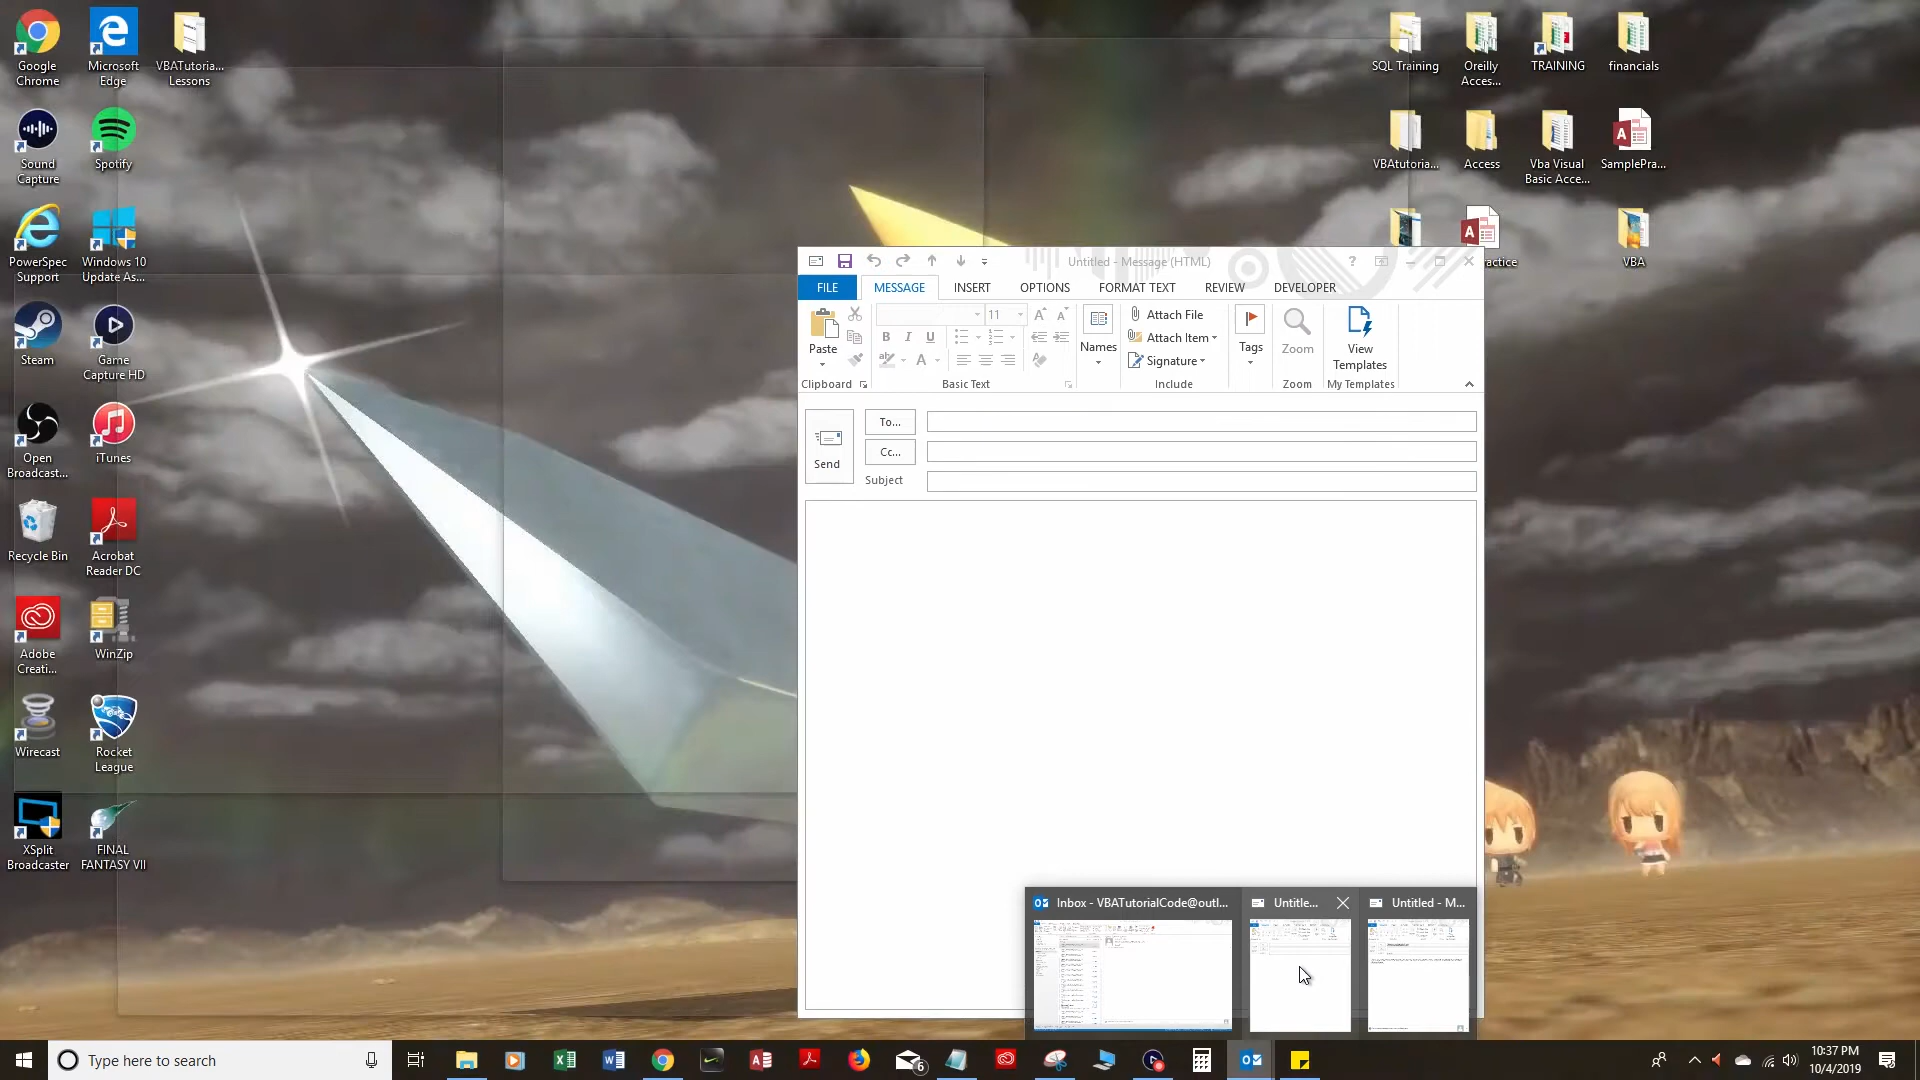 Google
Chrome
Microsoft
Edge
VBATutoria...
Lessons
Sound
Capture
Spotify
PowerSpec
Support
Windows 10
Update As...
Steam
Game
Capture HD
Open
Broadcast...
iTunes
Recycle Bin
Acrobat
Reader DC
Adobe
Creati...
WinZip
Wirecast
Rocket
League
XSplit
Broadcaster
FINAL
FANTASY VII
SQL Training
Oreilly
Acces...
TRAINING
financials
VBAtutoria...
Access
Vba Visual
Basic Acce...
SamplePra...
actice
VBA
Untitled - Message (HTML)
?
FILE
MESSAGE
INSERT
OPTIONS
FORMAT TEXT
REVIEW
DEVELOPER
Paste
Clipboard
11
B I U
Basic Text
Names
Attach File
Attach Item
Signature
Include
Tags
Zoom
Zoom
View
Templates
My Templates
Send
To...
Cc...
Subject
Inbox - VBATutorialCode@outl...
Untitle...
Untitled - M...
Type here to search
6
10:37 PM
10/4/2019